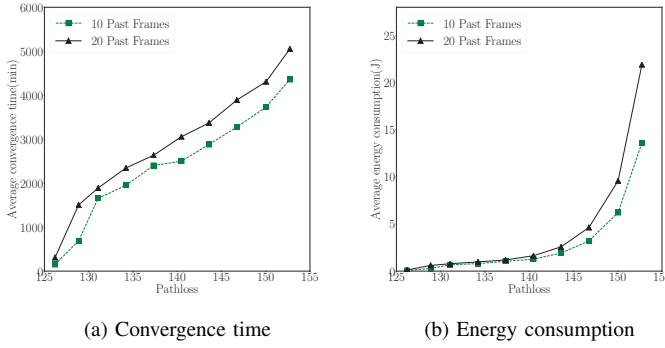 10 Past Frames
20 Past Frames
6000
5000
4000
3000
2000
1000
0
Average convergence time(min)
125 130 135 140 145 150 155
Pathloss
(a) Convergence time
10 Past Frames
20 Past Frames
25
20
15
10
5
0
Average energy consumption(J)
125 130 135 140 145 150 15
Pathloss
(b) Energy consumption